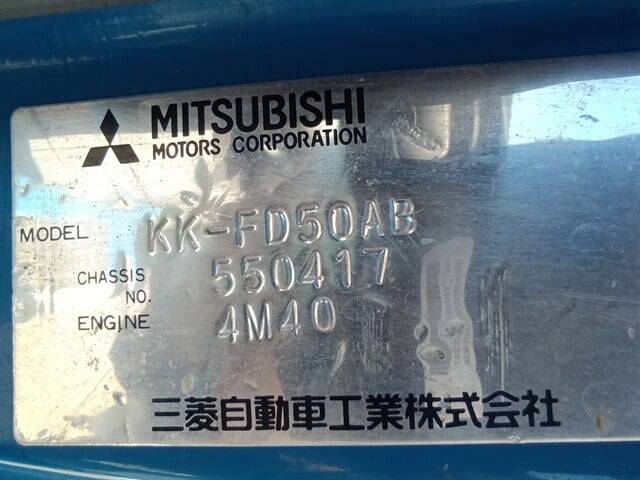 MITSUBISHI
MOTORS CORPORATION
MODEL KK-FD50AB
CHASSIS NO. 550417
ENGINE 4M40
三菱自動車工業株式会社